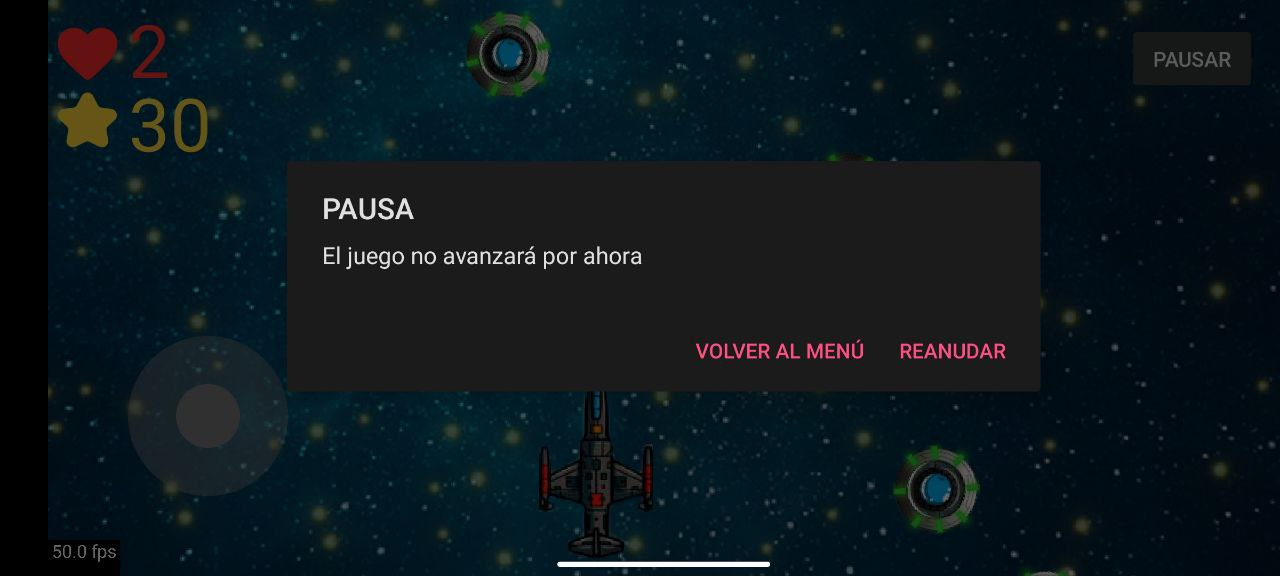 2
PAUSAR
30
PAUSA
El juego no avanzará por ahora
VOLVER AL MENÚ REANUDAR
50.0 fps